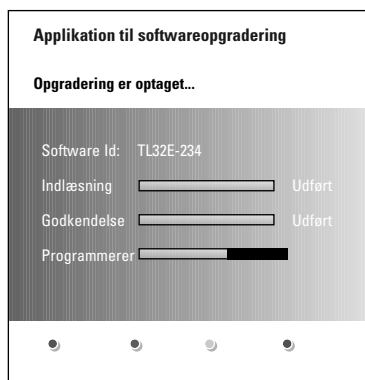 Applikation til softwareopgradering
Opgradering er optaget...
Software Id: TL32E-234
Indlæsning Udført
Godkendelse Udført
Programmerer